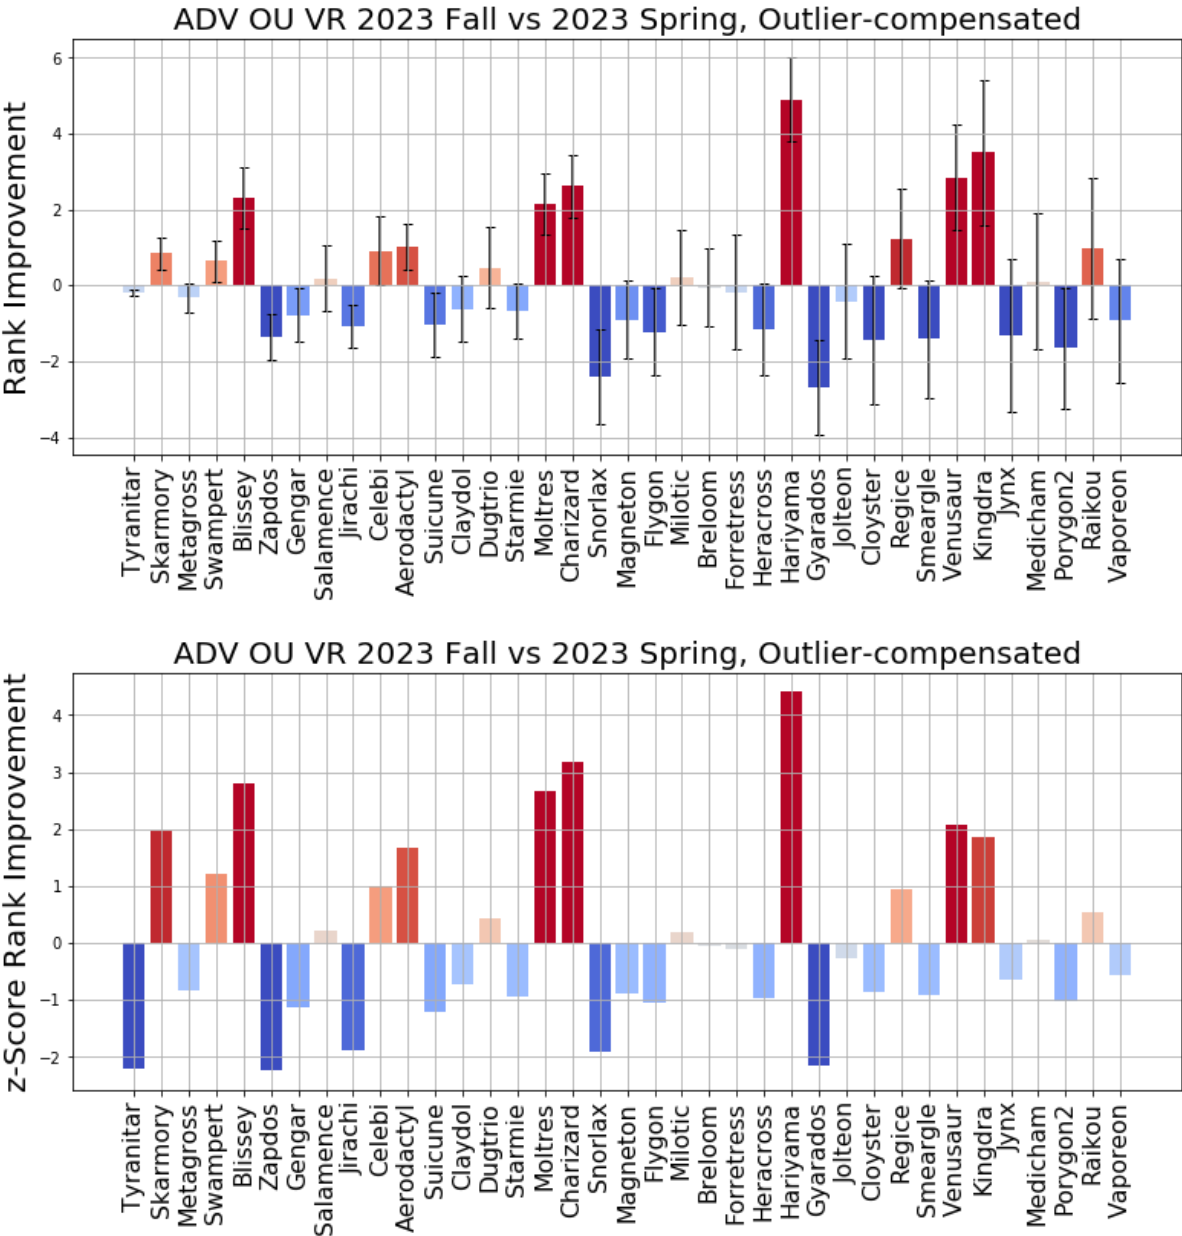 ADV OU VR 2023 Fall vs 2023 Spring, Outlier-compensated
Rank Improvement
6
4
2
0
−2
−4
Tyranitar
Skarmory
Metagross
Swampert
Blissey
Zapdos
Gengar
Salamence
Jirachi
Celebi
Aerodactyl
Suicune
Claydol
Dugtrio
Starmie
Moltres
Charizard
Snorlax
Magneton
Flygon
Milotic
Breloom
Forretress
Heracross
Hariyama
Gyarados
Jolteon
Cloyster
Regice
Smeargle
Venusaur
Kingdra
Jynx
Medicham
Porygon2
Raikou
Vaporeon
ADV OU VR 2023 Fall vs 2023 Spring, Outlier-compensated
z-Score Rank Improvement
4
3
2
1
0
−1
−2
Tyranitar
Skarmory
Metagross
Swampert
Blissey
Zapdos
Gengar
Salamence
Jirachi
Celebi
Aerodactyl
Suicune
Claydol
Dugtrio
Starmie
Moltres
Charizard
Snorlax
Magneton
Flygon
Milotic
Breloom
Forretress
Heracross
Hariyama
Gyarados
Jolteon
Cloyster
Regice
Smeargle
Venusaur
Kingdra
Jynx
Medicham
Porygon2
Raikou
Vaporeon